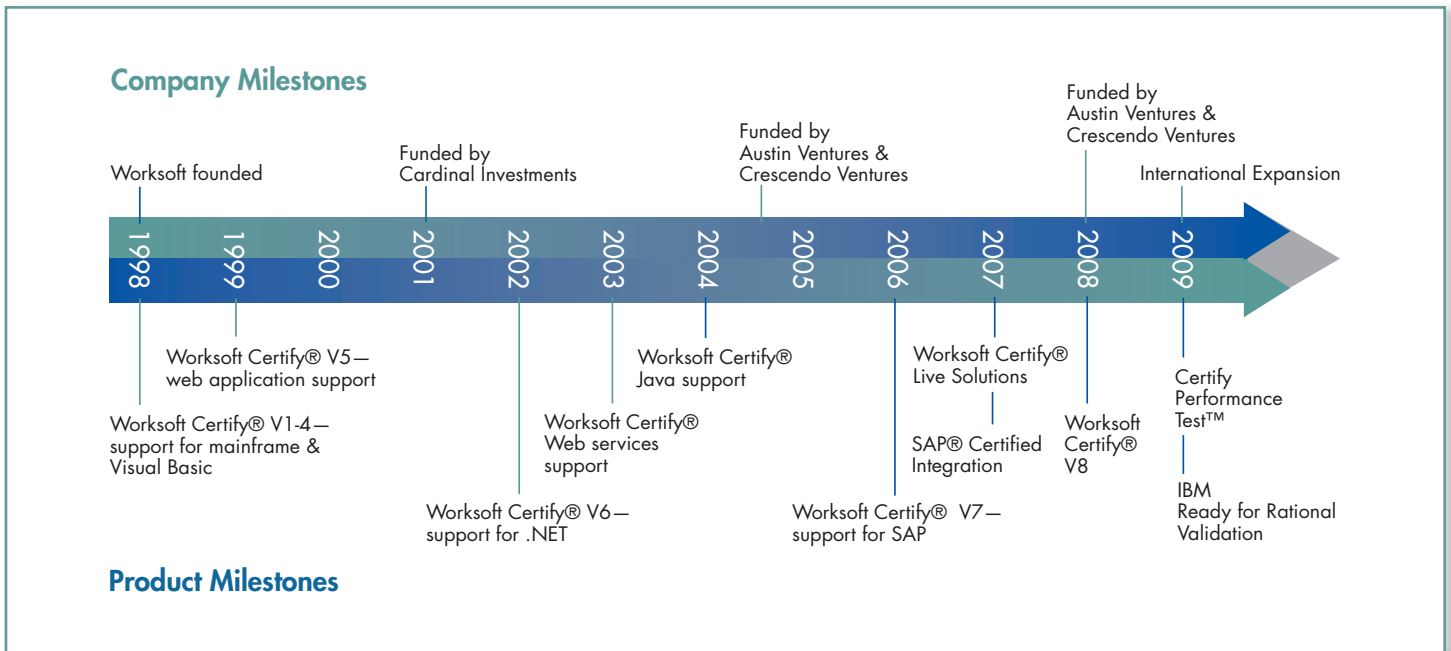 Company Milestones
Worksoft founded
Funded by
Cardinal Investments
Funded by
Austin Ventures &
Crescendo Ventures
Funded by
Austin Ventures &
Crescendo Ventures
International Expansion
1998
1999
2000
2001
2002
2003
2004
2005
2006
2007
2008
2009
Worksoft Certify® V1-4—
support for mainframe &
Visual Basic
Worksoft Certify® V5—
web application support
Worksoft Certify® V6—
support for .NET
Worksoft Certify®
Web services
support
Worksoft Certify®
Java support
Worksoft Certify® V7—
support for SAP
Worksoft Certify®
Live Solutions
SAP® Certified
Integration
Worksoft
Certify®
V8
Certify
Performance
Test™
IBM
Ready for Rational
Validation
Product Milestones